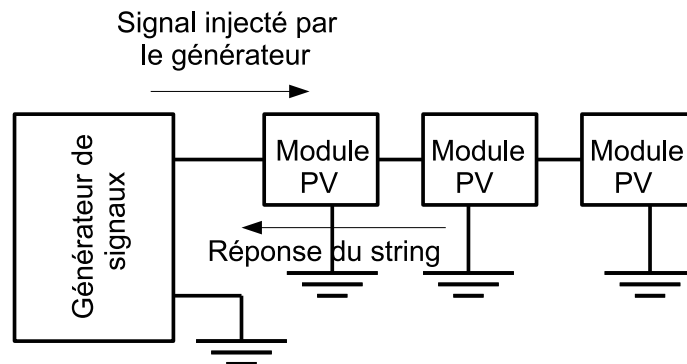 Signal injecté par
le générateur
Générateur de
signaux
Module
PV
Module
PV
Module
PV
Réponse du string